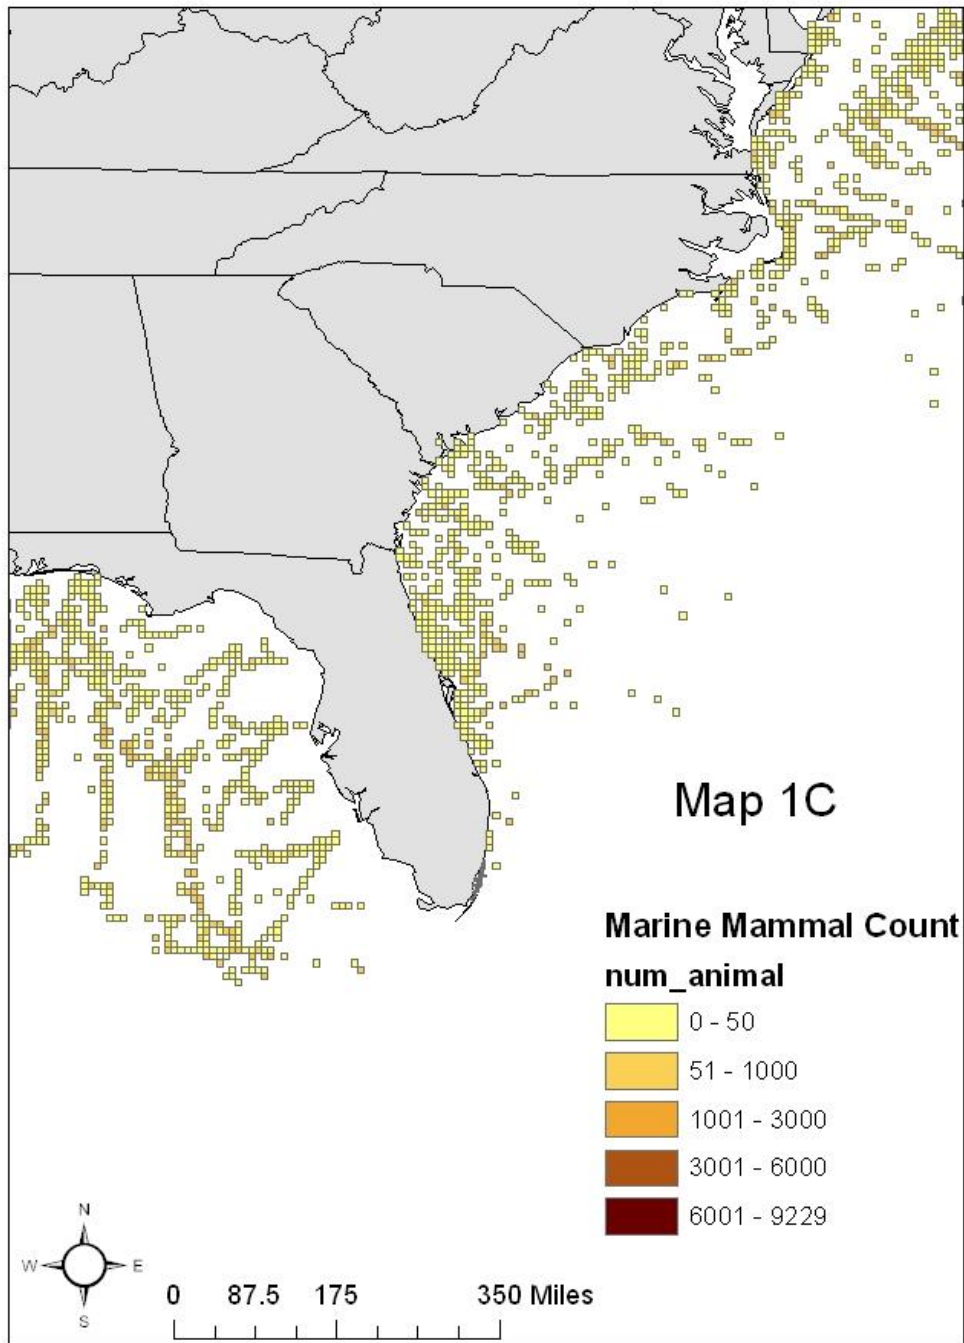 Map 1C
Marine Mammal Count
num_animal
0 - 50
51 - 1000
1001 - 3000
3001 - 6000
6001 - 9229
N
W E
S
0 87.5 175 350 Miles